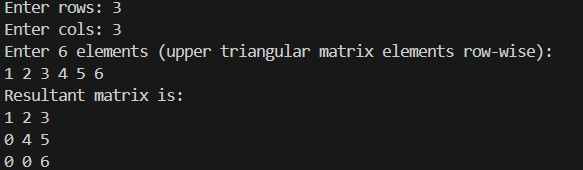 Enter rows: 3
Enter cols: 3
Enter 6 elements (upper triangular matrix elements row-wise):
1 2 3 4 5 6
Resultant matrix is:
1 2 3
0 4 5
0 0 6